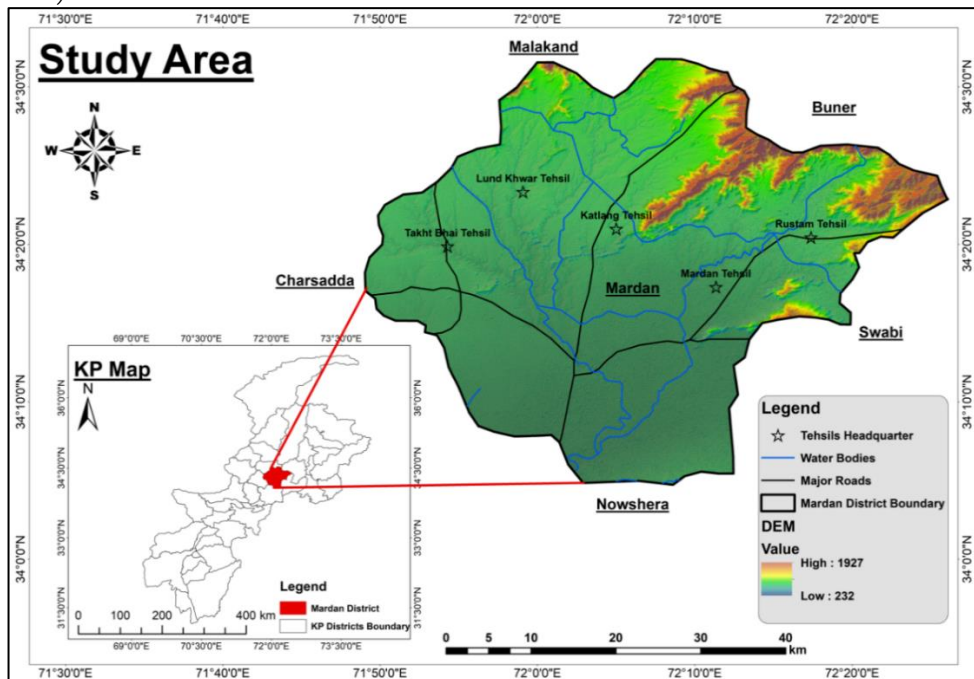 71°30'0"E 71°40'0"E 71°50'0"E 72°0'0"E 72°10'0"E 72°20'0"E
Study Area
Malakand
N
W E
S
34°30'0"N
34°30'0"N
Buner
Lund Khwar Tehsil
Katlang Tehsil
Rustam Tehsil
Takht Bhai Tehsil
34°20'0"N
34°20'0"N
Mardan Tehsil
Charsadda
Mardan
Swabi
69°0'0"E 70°30'0"E 72°0'0"E 73°30'0"E
KP Map
N
36°0'0"N
36°0'0"N
34°30'0"N
34°30'0"N
33°0'0"N
33°0'0"N
31°30'0"N
31°30'0"N
Legend
Mardan District
KP Districts Boundary
0 100 200 400 km
69°0'0"E 70°30'0"E 72°0'0"E 73°30'0"E
34°10'0"N
34°10'0"N
Nowshera
Legend
Tehsils Headquarter
Water Bodies
Major Roads
Mardan District Boundary
DEM
Value
High : 1927
Low : 232
34°0'0"N
34°0'0"N
0 5 10 20 30 40
km
71°30'0"E 71°40'0"E 71°50'0"E 72°0'0"E 72°10'0"E 72°20'0"E